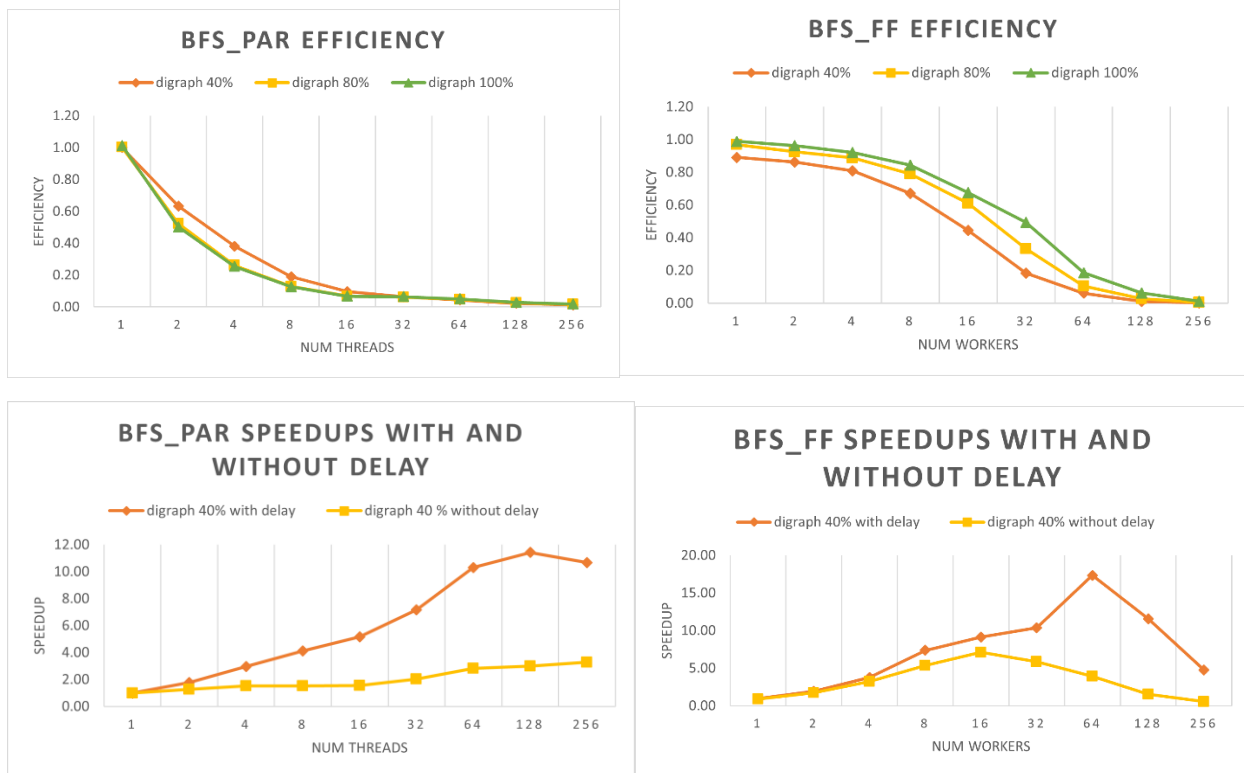 BFS_PAR EFFICIENCY
digraph 40% digraph 80% digraph 100%
1.20
1.00
0.80
0.60
0.40
0.20
0.00
EFFICIENCY
1 2 4 8 16 32 64 128 256
NUM THREADS
BFS_FF EFFICIENCY
digraph 40% digraph 80% digraph 100%
1.20
1.00
0.80
0.60
0.40
0.20
0.00
EFFICIENCY
1 2 4 8 16 32 64 128 256
NUM WORKERS
BFS_PAR SPEEDUPS WITH AND
WITHOUT DELAY
digraph 40% with delay digraph 40 % without delay
12.00
10.00
8.00
6.00
4.00
2.00
0.00
SPEEDUP
1 2 4 8 16 32 64 128 256
NUM THREADS
BFS_FF SPEEDUPS WITH AND
WITHOUT DELAY
digraph 40% with delay digraph 40% without delay
20.00
15.00
10.00
5.00
0.00
SPEEDUP
1 2 4 8 16 32 64 128 256
NUM WORKERS